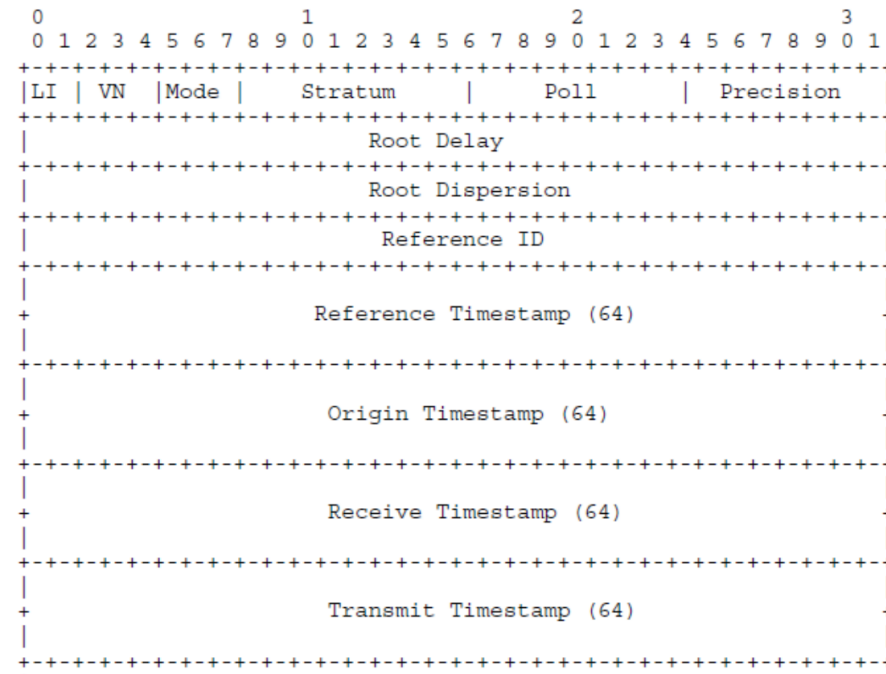 0                   1                   2                   3
0 1 2 3 4 5 6 7 8 9 0 1 2 3 4 5 6 7 8 9 0 1 2 3 4 5 6 7 8 9 0 1
+-+-+-+-+-+-+-+-+-+-+-+-+-+-+-+-+-+-+-+-+-+-+-+-+-+-+-+-+-+-+-+-
|LI | VN  |Mode |    Stratum     |     Poll      |  Precision
+-+-+-+-+-+-+-+-+-+-+-+-+-+-+-+-+-+-+-+-+-+-+-+-+-+-+-+-+-+-+-+-
|                         Root Delay
+-+-+-+-+-+-+-+-+-+-+-+-+-+-+-+-+-+-+-+-+-+-+-+-+-+-+-+-+-+-+-+-
|                         Root Dispersion
+-+-+-+-+-+-+-+-+-+-+-+-+-+-+-+-+-+-+-+-+-+-+-+-+-+-+-+-+-+-+-+-
|                          Reference ID
+-+-+-+-+-+-+-+-+-+-+-+-+-+-+-+-+-+-+-+-+-+-+-+-+-+-+-+-+-+-+-+-
|
+                     Reference Timestamp (64)                  -
|
+-+-+-+-+-+-+-+-+-+-+-+-+-+-+-+-+-+-+-+-+-+-+-+-+-+-+-+-+-+-+-+-
|
+                      Origin Timestamp (64)                    -
|
+-+-+-+-+-+-+-+-+-+-+-+-+-+-+-+-+-+-+-+-+-+-+-+-+-+-+-+-+-+-+-+-
|
+                      Receive Timestamp (64)                   -
|
+-+-+-+-+-+-+-+-+-+-+-+-+-+-+-+-+-+-+-+-+-+-+-+-+-+-+-+-+-+-+-+-
|
+                      Transmit Timestamp (64)                  -
|
+-+-+-+-+-+-+-+-+-+-+-+-+-+-+-+-+-+-+-+-+-+-+-+-+-+-+-+-+-+-+-+-